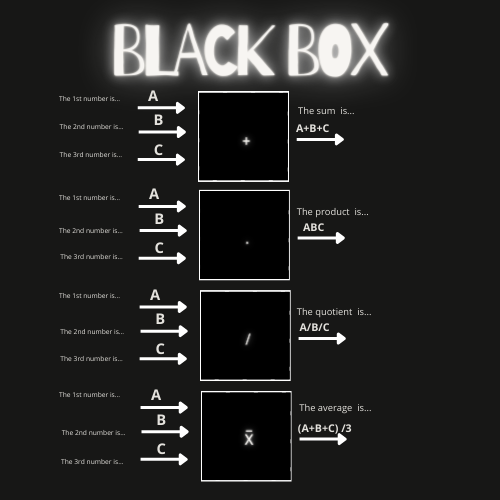 BLACK BOX
The 1st number is... A
The 2nd number is... B
The 3rd number is... C
+
The sum is...
A+B+C
The 1st number is... A
The 2nd number is... B
The 3rd number is... C
.
The product is...
ABC
The 1st number is... A
The 2nd number is... B
The 3rd number is... C
/
The quotient is...
A/B/C
The 1st number is... A
The 2nd number is... B
The 3rd number is... C
x̄
The average is...
(A+B+C) /3